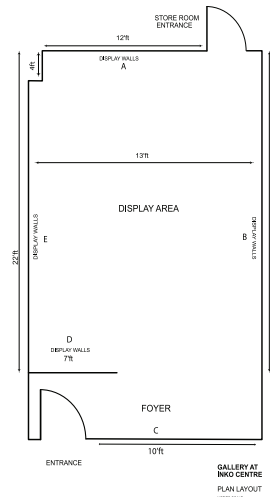 STORE ROOM
ENTRANCE
12'ft
4ft
DISPLAY WALLS
A
13'ft
DISPLAY AREA
DISPLAY WALLS
E
B
DISPLAY WALLS
22'ft
D
DISPLAY WALLS
7'ft
FOYER
C
10'ft
ENTRANCE
GALLERY AT
INKO CENTRE
PLAN LAYOUT